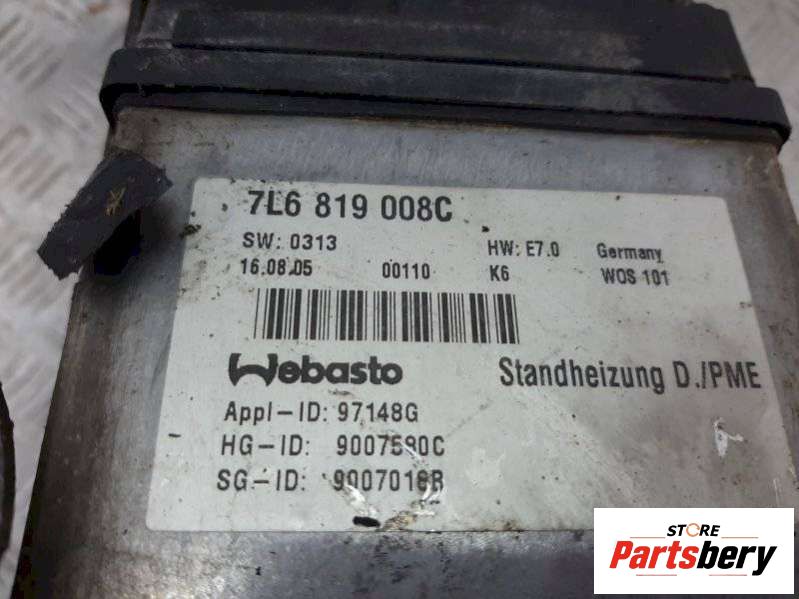 7L6 819 008C
SW: 0313 HW: E7.0 Germany
16.08.05 00110 K6 WOS 101
Webasto Standheizung D./PME
Appl-ID: 97148G
HG-ID: 9007580C
SG-ID: 9007018B
STORE
Partsbery